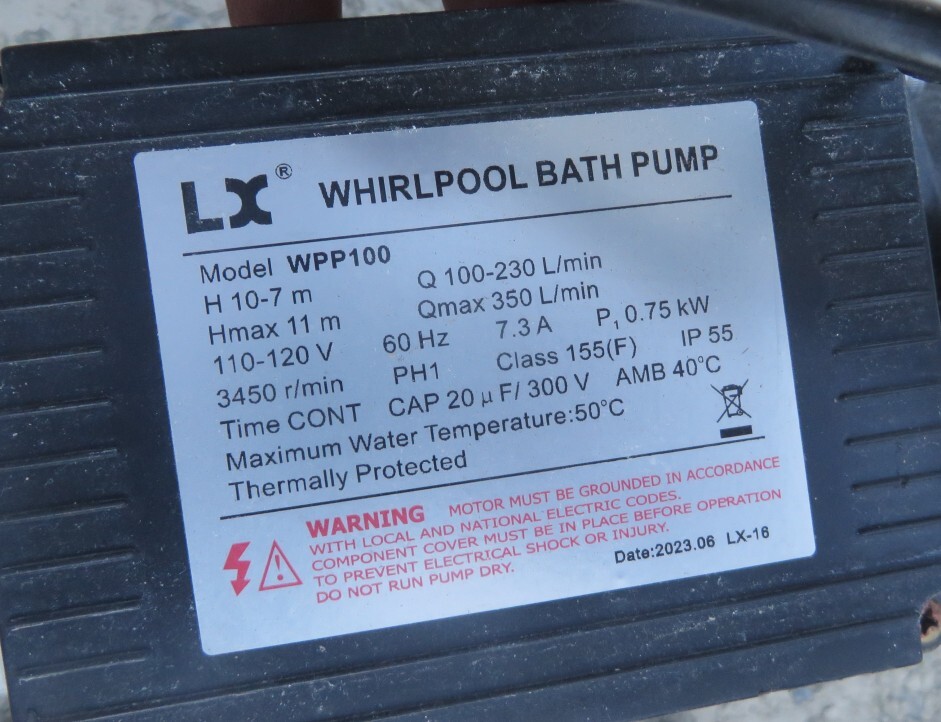 LX® WHIRLPOOL BATH PUMP
Model WPP100
H 10-7 m Q 100-230 L/min
Hmax 11 m Qmax 350 L/min
110-120 V 60 Hz 7.3 A P₁ 0.75 kW
3450 r/min PH1 Class 155(F) IP 55
Time CONT CAP 20 μF/ 300 V AMB 40°C
Maximum Water Temperature:50°C
Thermally Protected
WARNING MOTOR MUST BE GROUNDED IN ACCORDANCE
WITH LOCAL AND NATIONAL ELECTRIC CODES.
COMPONENT COVER MUST BE IN PLACE BEFORE OPERATION
TO PREVENT ELECTRICAL SHOCK OR INJURY.
DO NOT RUN PUMP DRY.
Date:2023.06 LX-16